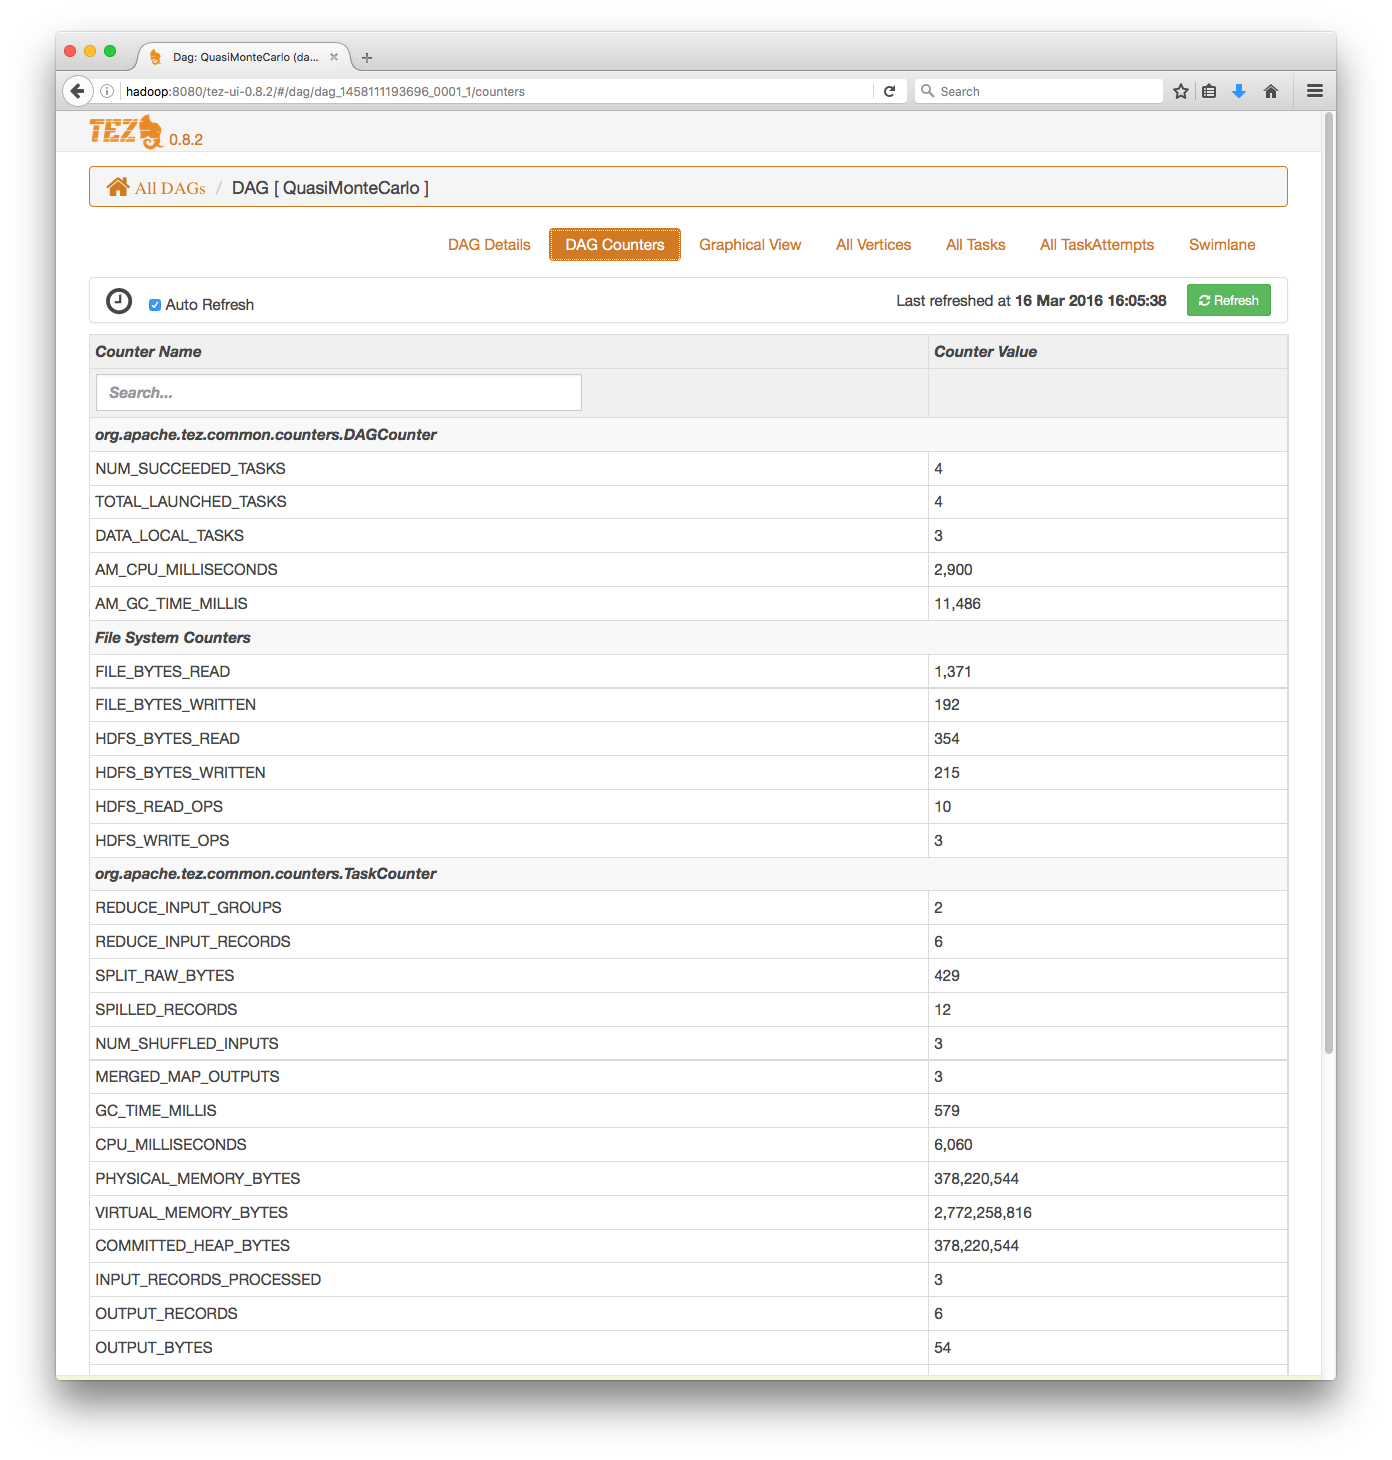 Dag: QuasiMonteCarlo (da...
hadoop:8080/tez-ui-0.8.2/#/dag/dag_1458111193696_0001_1/counters
Search
TEZ 0.8.2
All DAGs / DAG [ QuasiMonteCarlo ]
DAG Details DAG Counters Graphical View All Vertices All Tasks All TaskAttempts Swimlane
Auto Refresh Last refreshed at 16 Mar 2016 16:05:38 Refresh
Counter Name Counter Value
Search...
org.apache.tez.common.counters.DAGCounter
NUM_SUCCEEDED_TASKS 4
TOTAL_LAUNCHED_TASKS 4
DATA_LOCAL_TASKS 3
AM_CPU_MILLISECONDS 2,900
AM_GC_TIME_MILLIS 11,486
File System Counters
FILE_BYTES_READ 1,371
FILE_BYTES_WRITTEN 192
HDFS_BYTES_READ 354
HDFS_BYTES_WRITTEN 215
HDFS_READ_OPS 10
HDFS_WRITE_OPS 3
org.apache.tez.common.counters.TaskCounter
REDUCE_INPUT_GROUPS 2
REDUCE_INPUT_RECORDS 6
SPLIT_RAW_BYTES 429
SPILLED_RECORDS 12
NUM_SHUFFLED_INPUTS 3
MERGED_MAP_OUTPUTS 3
GC_TIME_MILLIS 579
CPU_MILLISECONDS 6,060
PHYSICAL_MEMORY_BYTES 378,220,544
VIRTUAL_MEMORY_BYTES 2,772,258,816
COMMITTED_HEAP_BYTES 378,220,544
INPUT_RECORDS_PROCESSED 3
OUTPUT_RECORDS 6
OUTPUT_BYTES 54